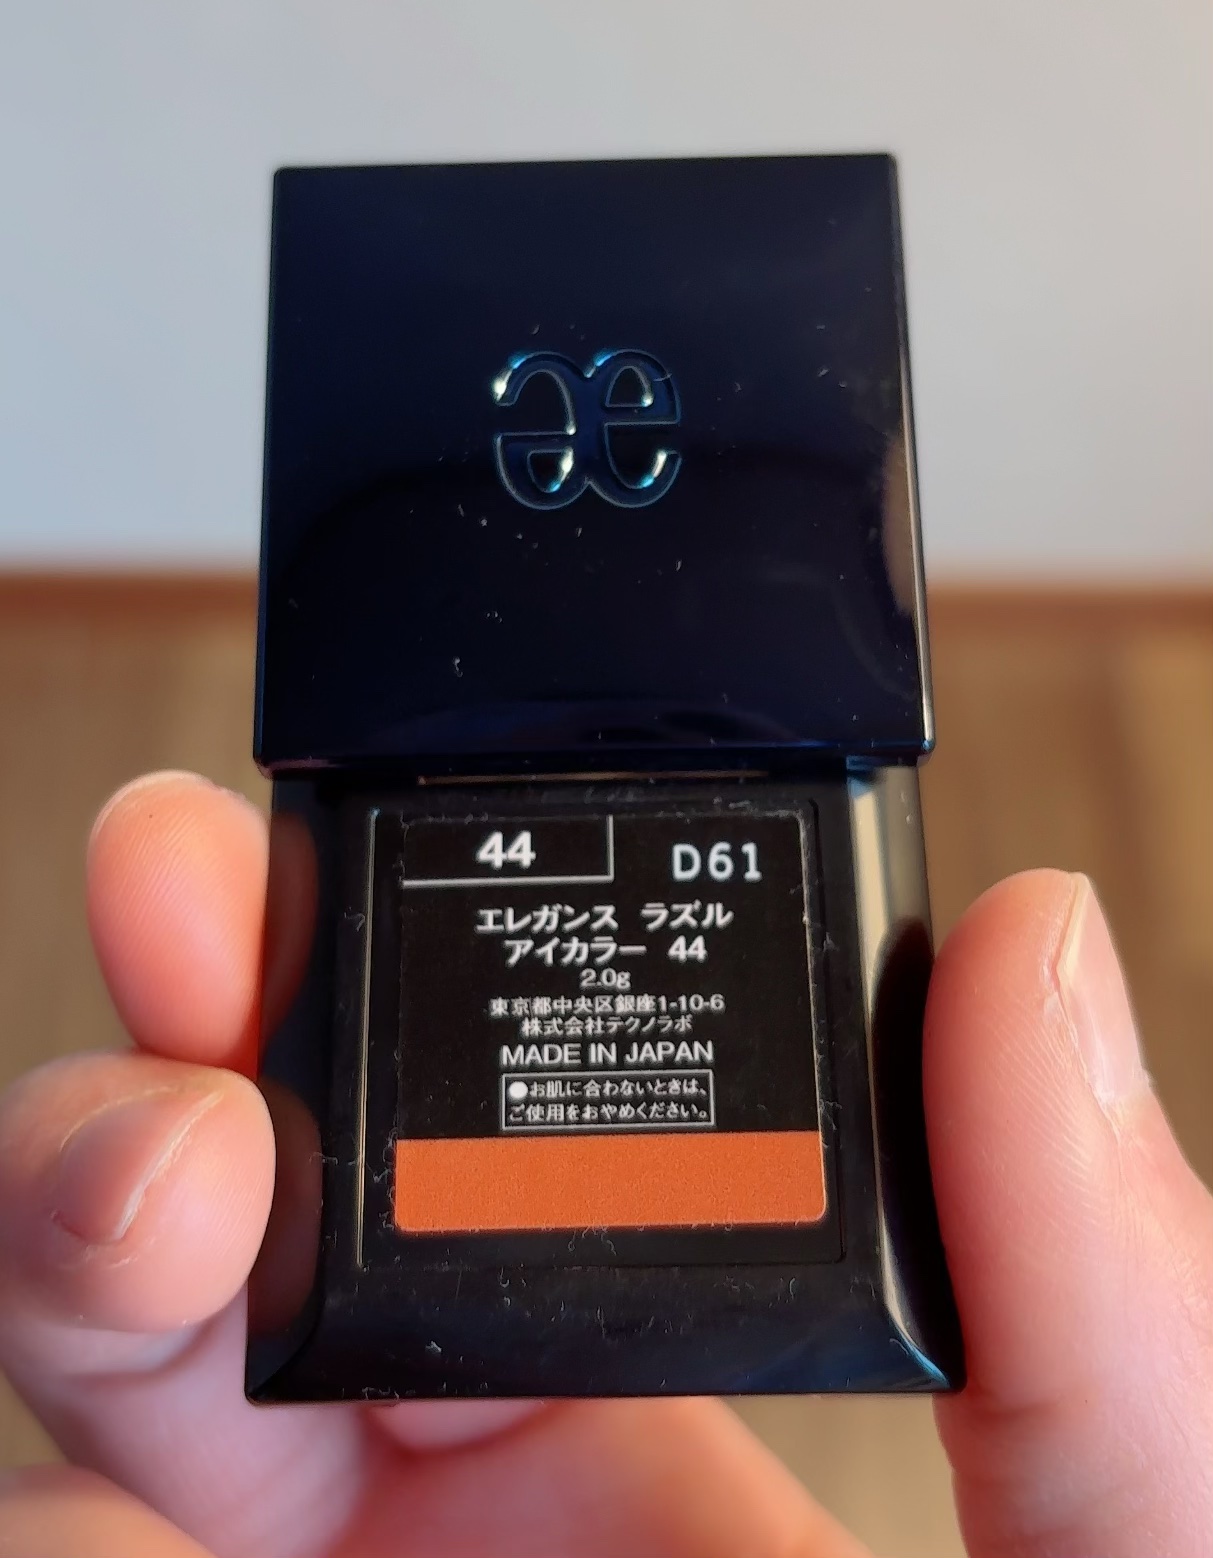 æ
44
D61
エレガンス ラズル
アイカラー 44
2.0g
東京都中央区銀座1-10-6
株式会社テクノラボ
MADE IN JAPAN
●お肌に合わないときは、
ご使用をおやめください。